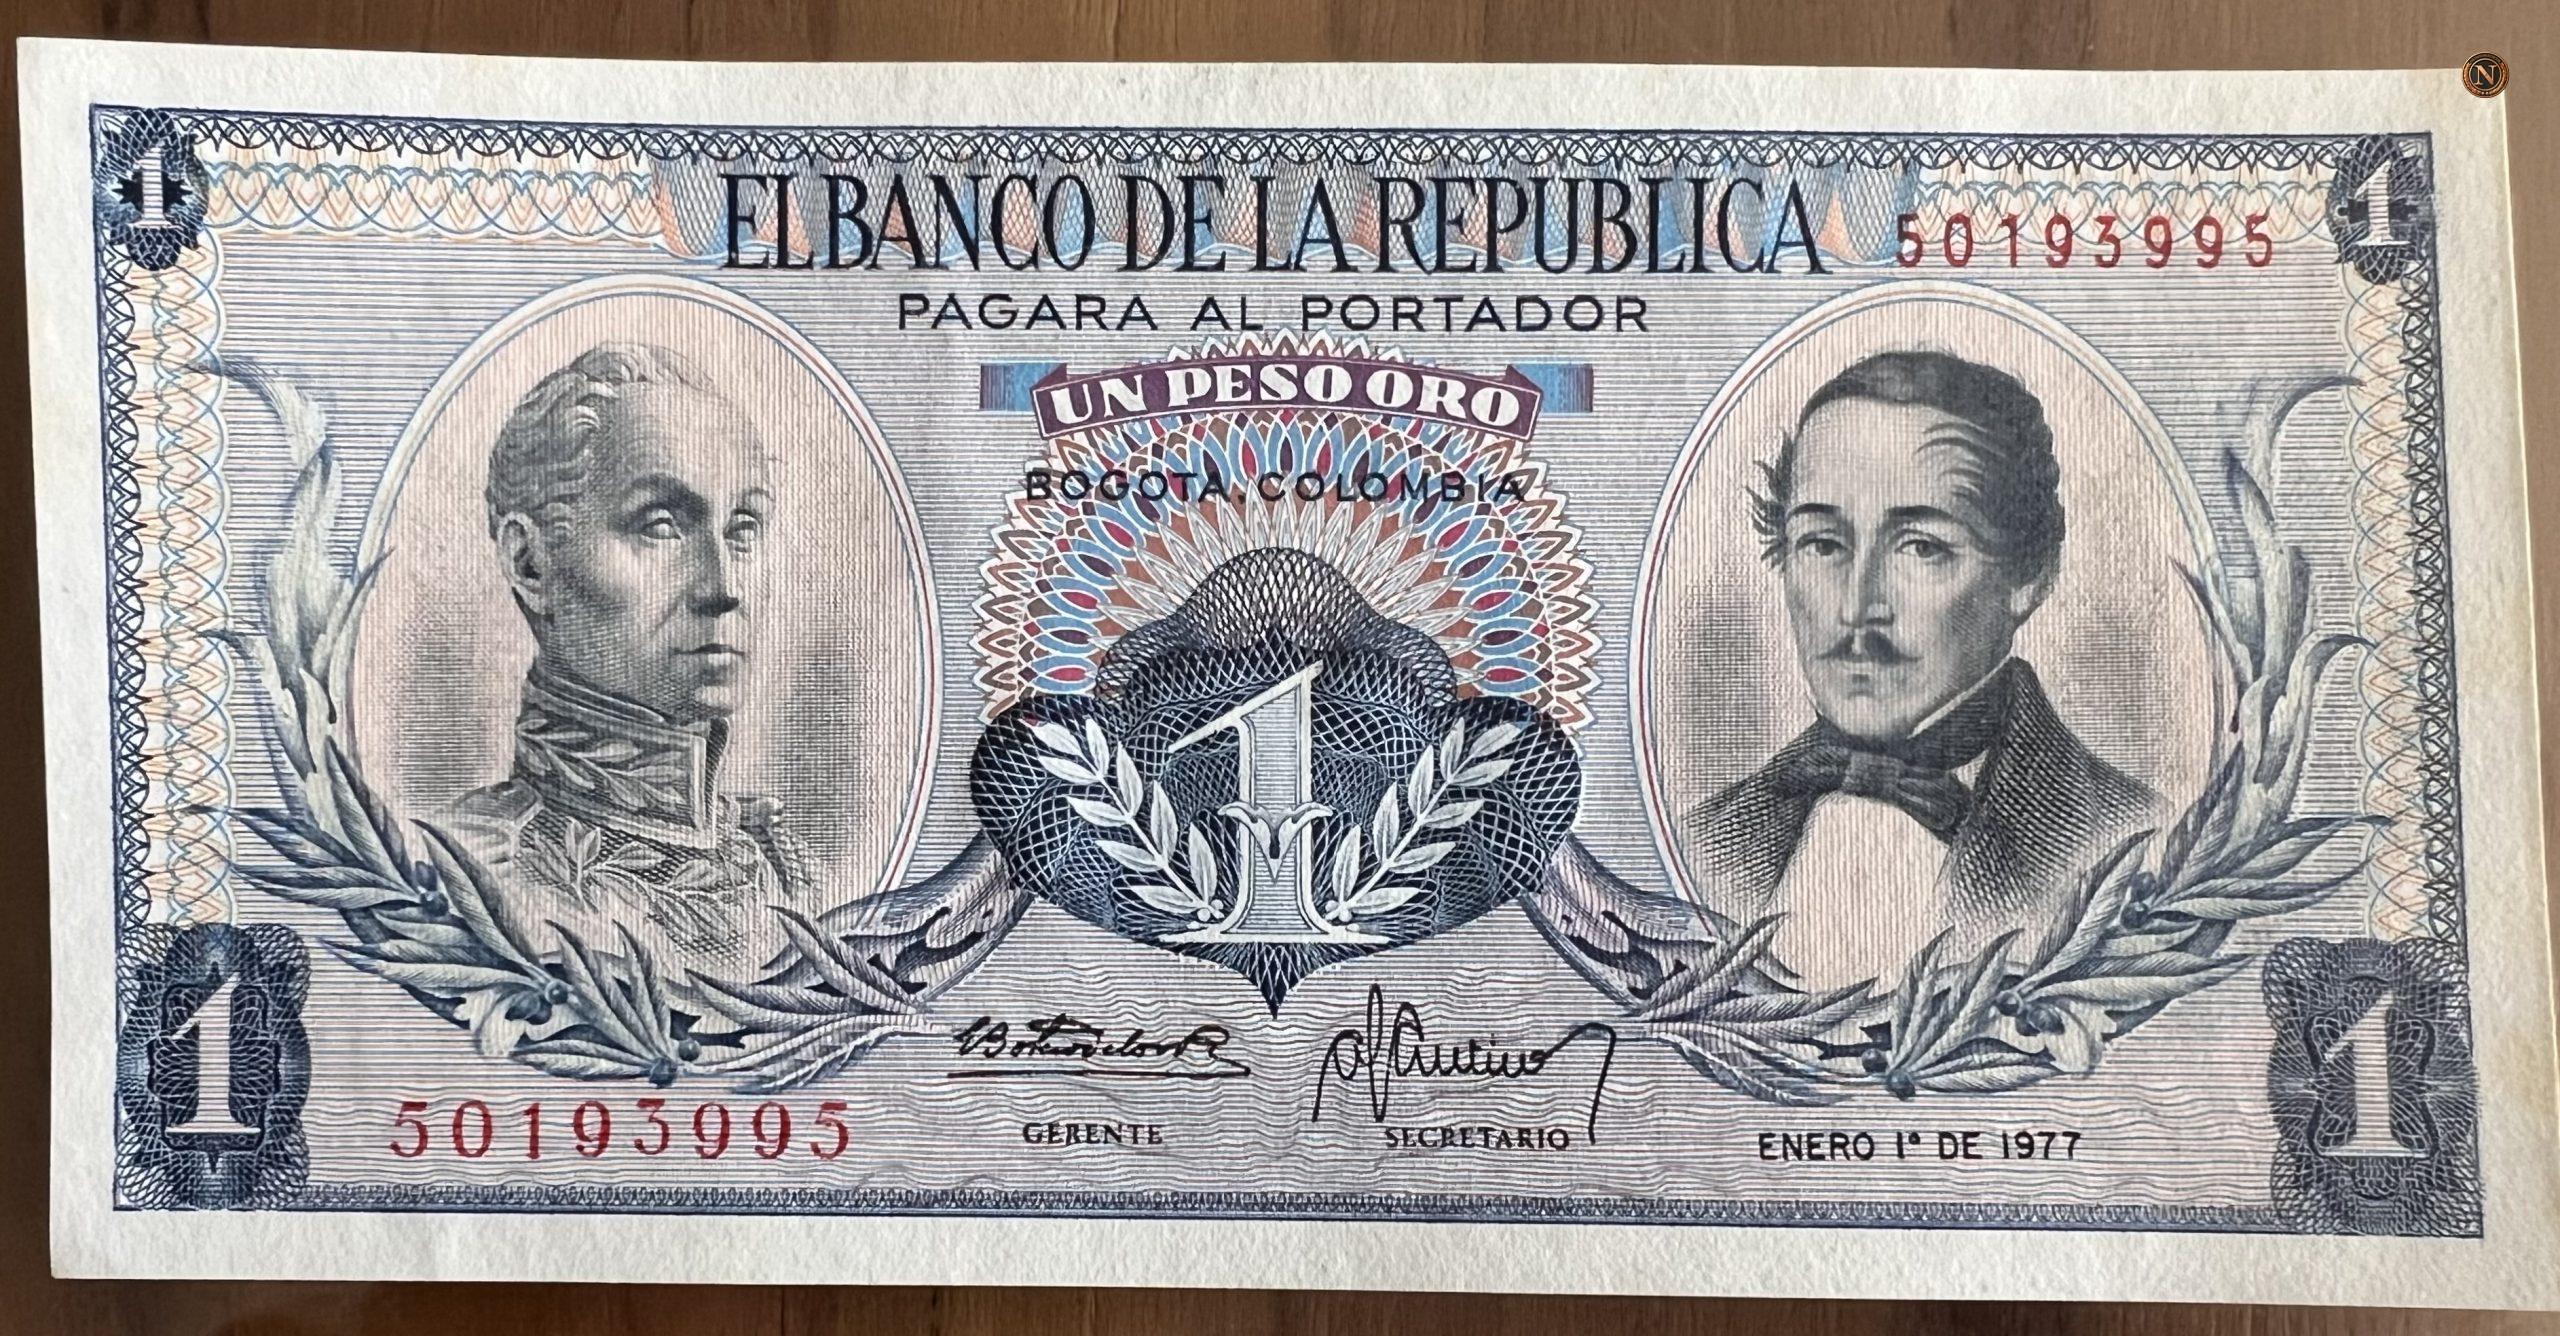 1
1
EL BANCO DE LA REPUBLICA
50193995
PAGARA AL PORTADOR
UN PESO ORO
BOGOTA, COLOMBIA
1
1
1
50193995
GERENTE
SECRETARIO
ENERO 1º DE 1977
N